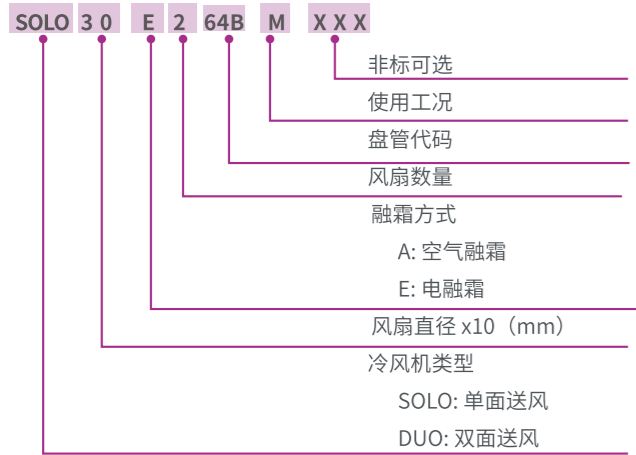 SOLO 30 E 2 64B M XXX
非标可选
使用工况
盘管代码
风扇数量
融霜方式
A: 空气融霜
E: 电融霜
风扇直径 x10（mm）
冷风机类型
SOLO: 单面送风
DUO: 双面送风